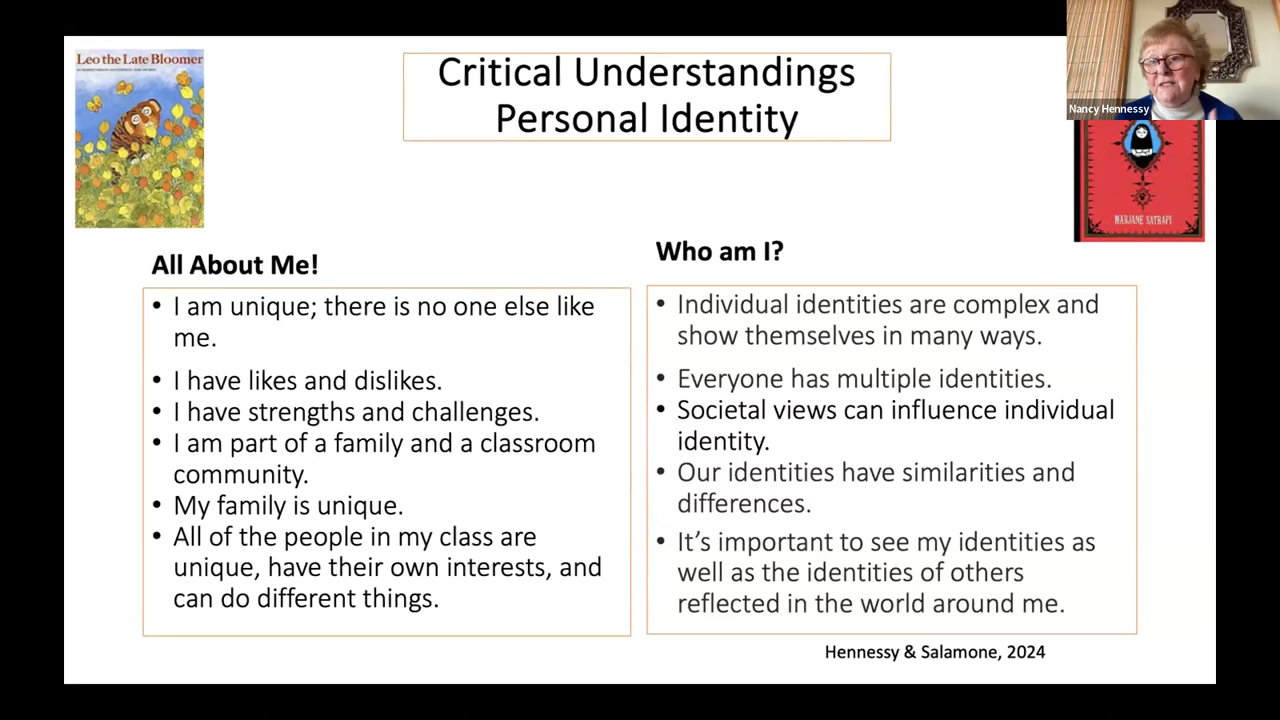 Leo the Late Bloomer
Critical Understandings
Personal Identity
Nancy Hennessy
MARJANE SATRAPI
All About Me!
• I am unique; there is no one else like
me.
• I have likes and dislikes.
• I have strengths and challenges.
• I am part of a family and a classroom
community.
• My family is unique.
• All of the people in my class are
unique, have their own interests, and
can do different things.
Who am I?
• Individual identities are complex and
show themselves in many ways.
• Everyone has multiple identities.
• Societal views can influence individual
identity.
• Our identities have similarities and
differences.
• It’s important to see my identities as
well as the identities of others
reflected in the world around me.
Hennessy & Salamone, 2024